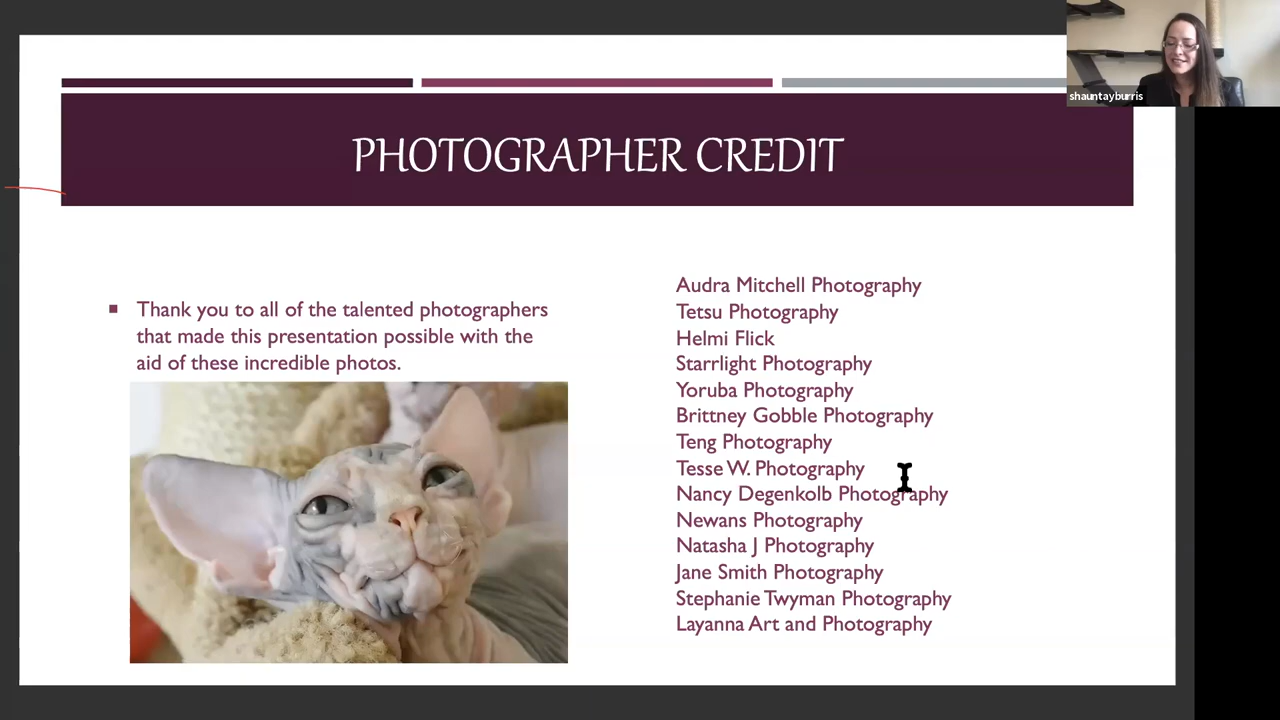 shauntayburris
PHOTOGRAPHER CREDIT
Thank you to all of the talented photographers
that made this presentation possible with the
aid of these incredible photos.
Audra Mitchell Photography
Tetsu Photography
Helmi Flick
Starrlight Photography
Yoruba Photography
Brittney Gobble Photography
Teng Photography
Tesse W. Photography
Nancy Degenkolb Photography
Newans Photography
Natasha J Photography
Jane Smith Photography
Stephanie Twyman Photography
Layanna Art and Photography